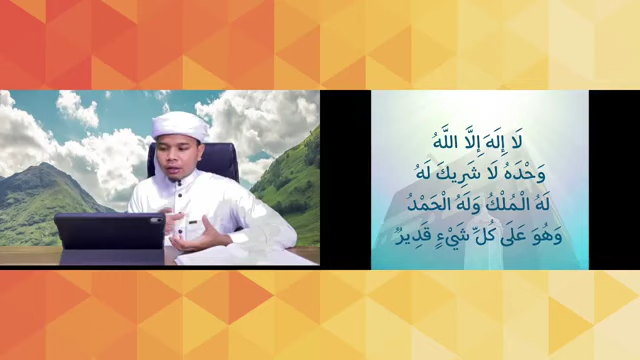 لَا إِلَهَ إِلَّا اللَّهُ
وَحْدَهُ لَا شَرِيكَ لَهُ
لَهُ الْمُلْكُ وَلَهُ الْحَمْدُ
وَهُوَ عَلَى كُلِّ شَيْءٍ قَدِيرٌ